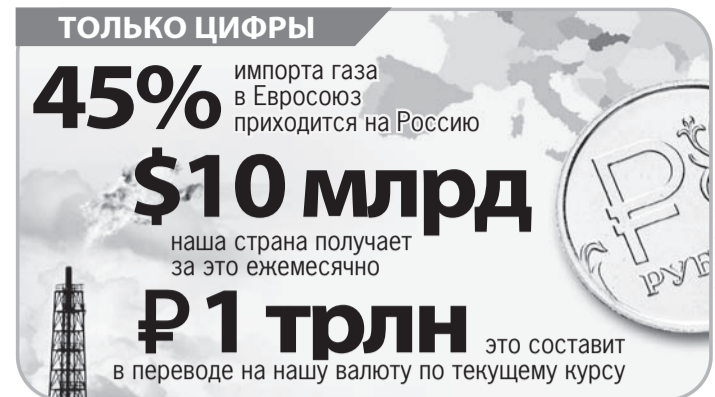 ТОЛЬКО ЦИФРЫ
45% импорта газа
в Евросоюз
приходится на Россию
$10 млрд
наша страна получает
за это ежемесячно
₽1 трлн это составит
в переводе на нашу валюту по текущему курсу